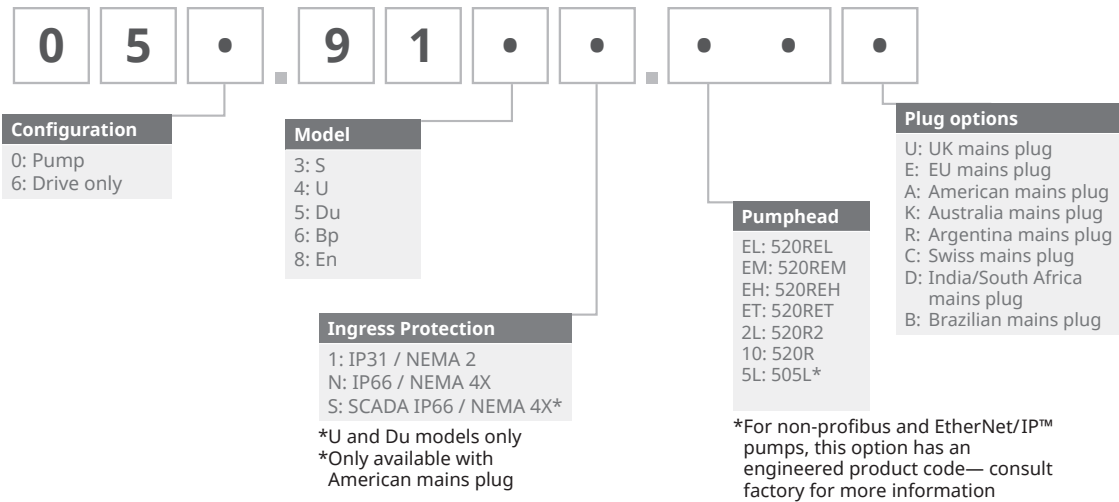 0 5 • . 9 1 • • . • • •
Configuration
0: Pump
6: Drive only
Model
3: S
4: U
5: Du
6: Bp
8: En
Ingress Protection
1: IP31 / NEMA 2
N: IP66 / NEMA 4X
S: SCADA IP66 / NEMA 4X*
*U and Du models only
*Only available with
American mains plug
Pumphead
EL: 520REL
EM: 520REM
EH: 520REH
ET: 520RET
2L: 520R2
10: 520R
5L: 505L*
*For non-profibus and EtherNet/IP™
pumps, this option has an
engineered product code— consult
factory for more information
Plug options
U: UK mains plug
E: EU mains plug
A: American mains plug
K: Australia mains plug
R: Argentina mains plug
C: Swiss mains plug
D: India/South Africa
mains plug
B: Brazilian mains plug